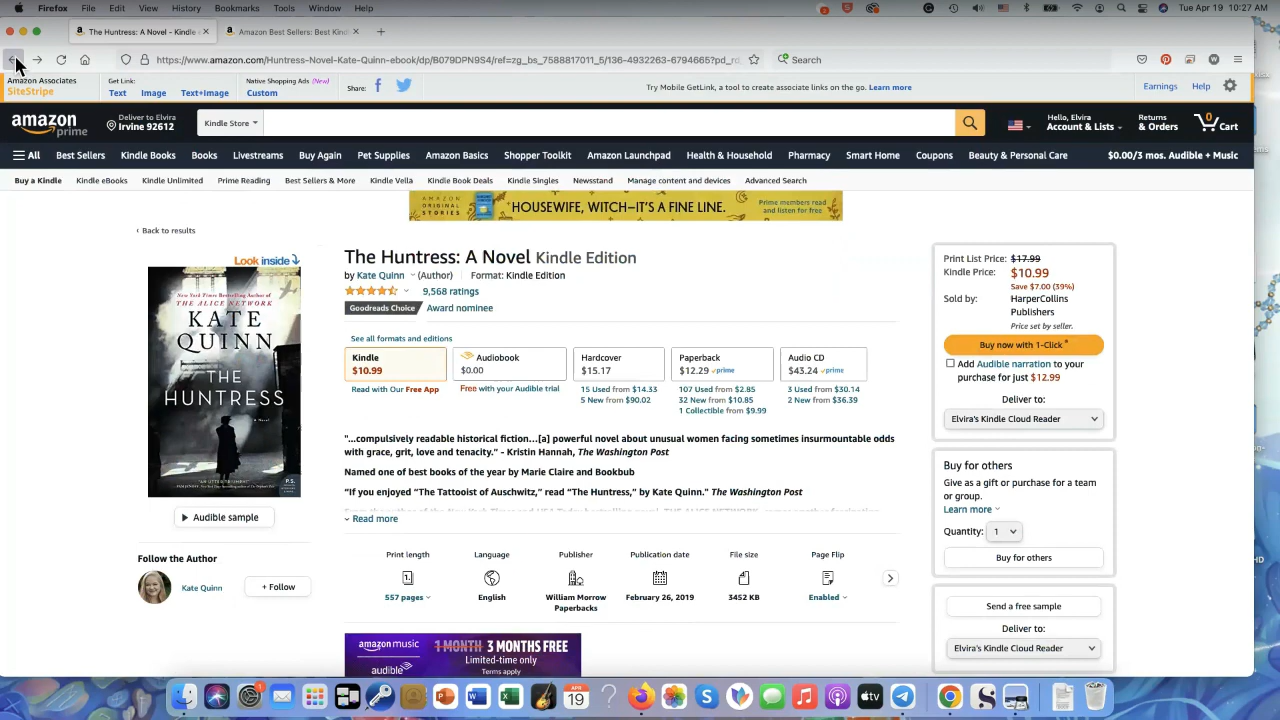 Firefox File Edit View History Bookmarks Tools Window Help
Tue Apr 19 10:27 AM
The Huntress: A Novel - Kindle
Amazon Best Sellers: Best Kindl
https://www.amazon.com/Huntress-Novel-Kate-Quinn-ebook/dp/B079DPN9S4/ref=zg_bs_7588817011_5/136-4932263-6794665?pd_rc
Search
Amazon Associates
SiteStripe
Get Link:
Text Image Text+Image
Native Shopping Ads (New)
Custom
Share:
Try Mobile GetLink, a tool to create associate links on the go. Learn more
Earnings Help
amazon prime
Deliver to Elvira
Irvine 92612
Kindle Store
Hello, Elvira
Account & Lists
Returns
& Orders
0
Cart
All Best Sellers Kindle Books Books Livestreams Buy Again Pet Supplies Amazon Basics Shopper Toolkit Amazon Launchpad Health & Household Pharmacy Smart Home Coupons Beauty & Personal Care $0.00/3 mos. Audible + Music
Buy a Kindle Kindle eBooks Kindle Unlimited Prime Reading Best Sellers & More Kindle Vella Kindle Book Deals Kindle Singles Newsstand Manage content and devices Advanced Search
AMAZON ORIGINAL STORIES
HOUSEWIFE, WITCH—IT'S A FINE LINE.
Prime members read and listen for free
‹ Back to results
Look inside
New York Times Bestselling Author of
THE ALICE NETWORK
KATE
QUINN
THE
HUNTRESS
A Novel
P.S.
Audible sample
Follow the Author
Kate Quinn
+ Follow
The Huntress: A Novel Kindle Edition
by Kate Quinn (Author) Format: Kindle Edition
9,568 ratings
Goodreads Choice Award nominee
See all formats and editions
Kindle
$10.99
Read with Our Free App
Audiobook
$0.00
Free with your Audible trial
Hardcover
$15.17
15 Used from $14.33
5 New from $90.02
Paperback
$12.29 prime
107 Used from $2.85
32 New from $10.85
1 Collectible from $9.99
Audio CD
$43.24 prime
3 Used from $30.14
2 New from $36.39
"...compulsively readable historical fiction...[a] powerful novel about unusual women facing sometimes insurmountable odds
with grace, grit, love and tenacity." - Kristin Hannah, The Washington Post
Named one of best books of the year by Marie Claire and Bookbub
“If you enjoyed “The Tattooist of Auschwitz,” read “The Huntress,” by Kate Quinn.” The Washington Post
Read more
Print length
557 pages
Language
English
Publisher
William Morrow
Paperbacks
Publication date
February 26, 2019
File size
3452 KB
Page Flip
Enabled
amazon music
audible
1 MONTH 3 MONTHS FREE
Limited-time only
Terms apply
Print List Price: $17.99
Kindle Price: $10.99
Save $7.00 (39%)
Sold by: HarperCollins
Publishers
Price set by seller.
Buy now with 1-Click ®
Add Audible narration to your
purchase for just $12.99
Deliver to:
Elvira's Kindle Cloud Reader
Buy for others
Give as a gift or purchase for a team
or group.
Learn more
Quantity: 1
Buy for others
Send a free sample
Deliver to:
Elvira's Kindle Cloud Reader
APR
19
tv